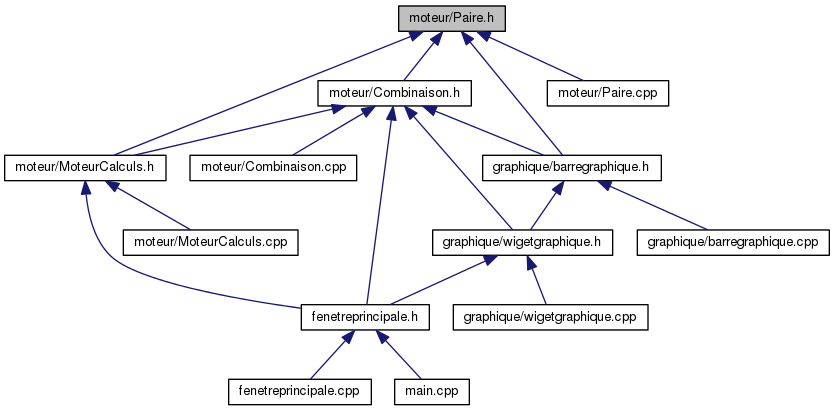 moteur/Paire.h
moteur/Combinaison.h
moteur/Paire.cpp
moteur/MoteurCalculs.h
moteur/Combinaison.cpp
graphique/barregraphique.h
moteur/MoteurCalculs.cpp
graphique/wigetgraphique.h
graphique/barregraphique.cpp
fenetreprincipale.h
graphique/wigetgraphique.cpp
fenetreprincipale.cpp
main.cpp